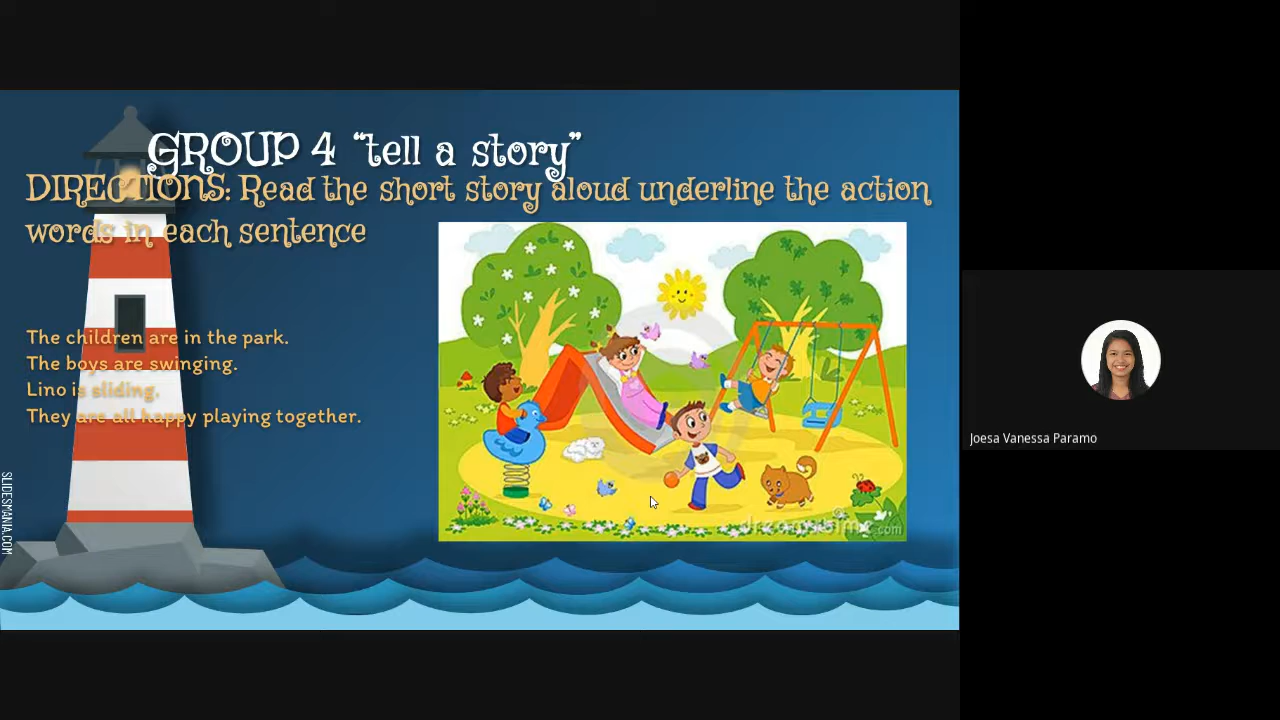 GROUP 4 “tell a story”
DIRECTIONS: Read the short story aloud underline the action
words in each sentence
The children are in the park.
The boys are swinging.
Lino is sliding.
They are all happy playing together.
SLIDESMANIA.COM
dreamstime.com
Joesa Vanessa Paramo